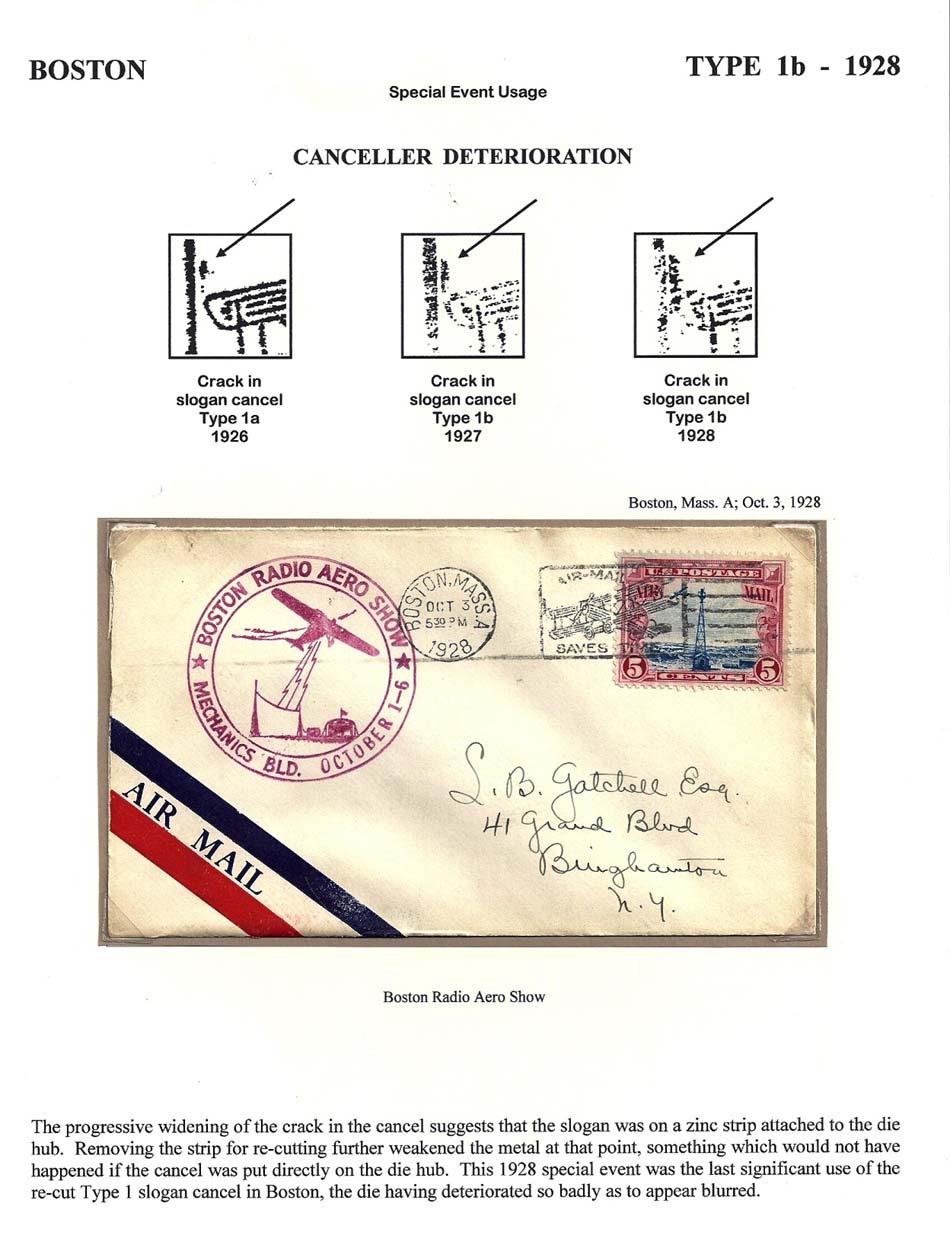 BOSTON
TYPE 1b - 1928
Special Event Usage
CANCELLER DETERIORATION
Crack in
slogan cancel
Type 1a
1926
Crack in
slogan cancel
Type 1b
1927
Crack in
slogan cancel
Type 1b
1928
Boston, Mass. A; Oct. 3, 1928
BOSTON RADIO AERO SHOW
MECHANICS BLD. OCTOBER 1-6
BOSTON, MASS. A
OCT 3
530 PM
1928
AIR-MAIL
SAVES TIME
U.S. POSTAGE
AIR MAIL
5 CENTS 5
AIR MAIL
L. B. Gatchell Esq.
41 Grand Blvd
Binghamton
N. Y.
Boston Radio Aero Show
The progressive widening of the crack in the cancel suggests that the slogan was on a zinc strip attached to the die
hub. Removing the strip for re-cutting further weakened the metal at that point, something which would not have
happened if the cancel was put directly on the die hub. This 1928 special event was the last significant use of the
re-cut Type 1 slogan cancel in Boston, the die having deteriorated so badly as to appear blurred.